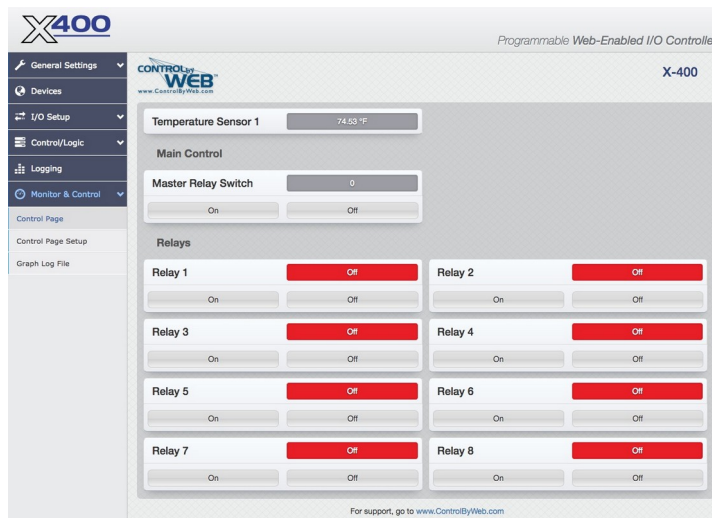 X400
Programmable Web-Enabled I/O Controlle
General Settings
Devices
I/O Setup
Control/Logic
Logging
Monitor & Control
Control Page
Control Page Setup
Graph Log File
CONTROL by
WEB™
www.ControlByWeb.com
X-400
Temperature Sensor 1 74.53 °F
Main Control
Master Relay Switch 0
On Off
Relays
Relay 1 Off Relay 2 Off
On Off On Off
Relay 3 Off Relay 4 Off
On Off On Off
Relay 5 Off Relay 6 Off
On Off On Off
Relay 7 Off Relay 8 Off
On Off On Off
For support, go to www.ControlByWeb.com